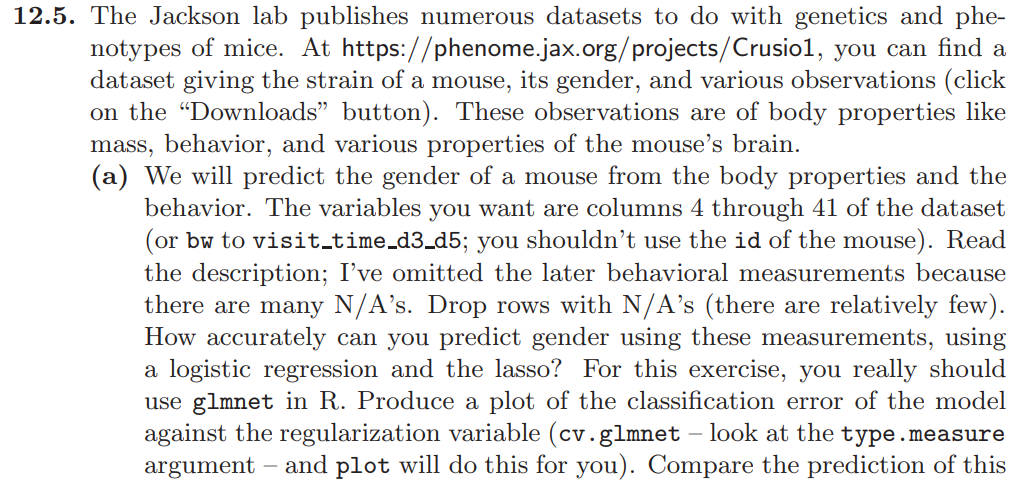 12.5. The Jackson lab publishes numerous datasets to do with genetics and phe-
notypes of mice. At https://phenome.jax.org/projects/Crusio1, you can find a
dataset giving the strain of a mouse, its gender, and various observations (click
on the “Downloads” button). These observations are of body properties like
mass, behavior, and various properties of the mouse’s brain.
(a) We will predict the gender of a mouse from the body properties and the
behavior. The variables you want are columns 4 through 41 of the dataset
(or bw to visit_time_d3_d5; you shouldn’t use the id of the mouse). Read
the description; I’ve omitted the later behavioral measurements because
there are many N/A’s. Drop rows with N/A’s (there are relatively few).
How accurately can you predict gender using these measurements, using
a logistic regression and the lasso? For this exercise, you really should
use glmnet in R. Produce a plot of the classification error of the model
against the regularization variable (cv.glmnet – look at the type.measure
argument – and plot will do this for you). Compare the prediction of this